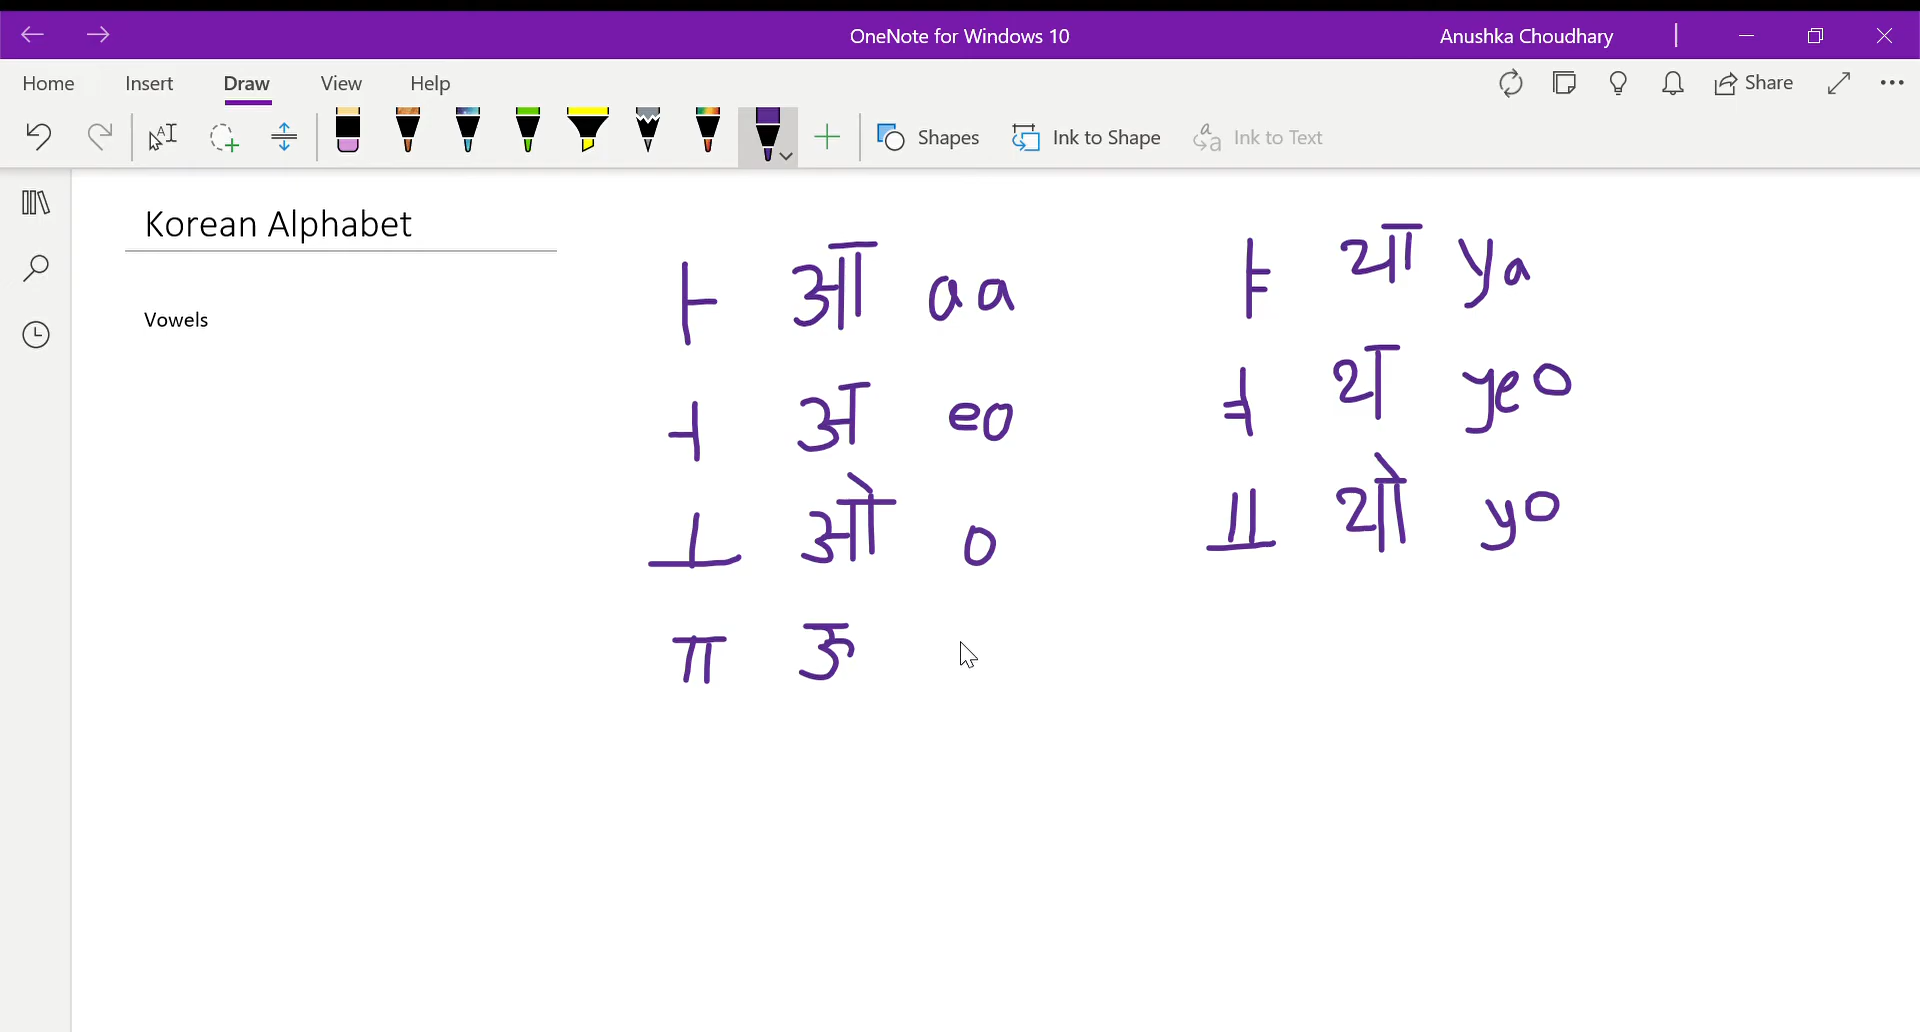 OneNote for Windows 10 Anushka Choudhary
Home Insert Draw View Help Share
Shapes Ink to Shape Ink to Text
Korean Alphabet
Vowels
ㅏ आ aa ㅑ या ya
ㅓ अ eo ㅕ य yeo
ㅗ ओ o ㅛ यो yo
ㅠ ऊ